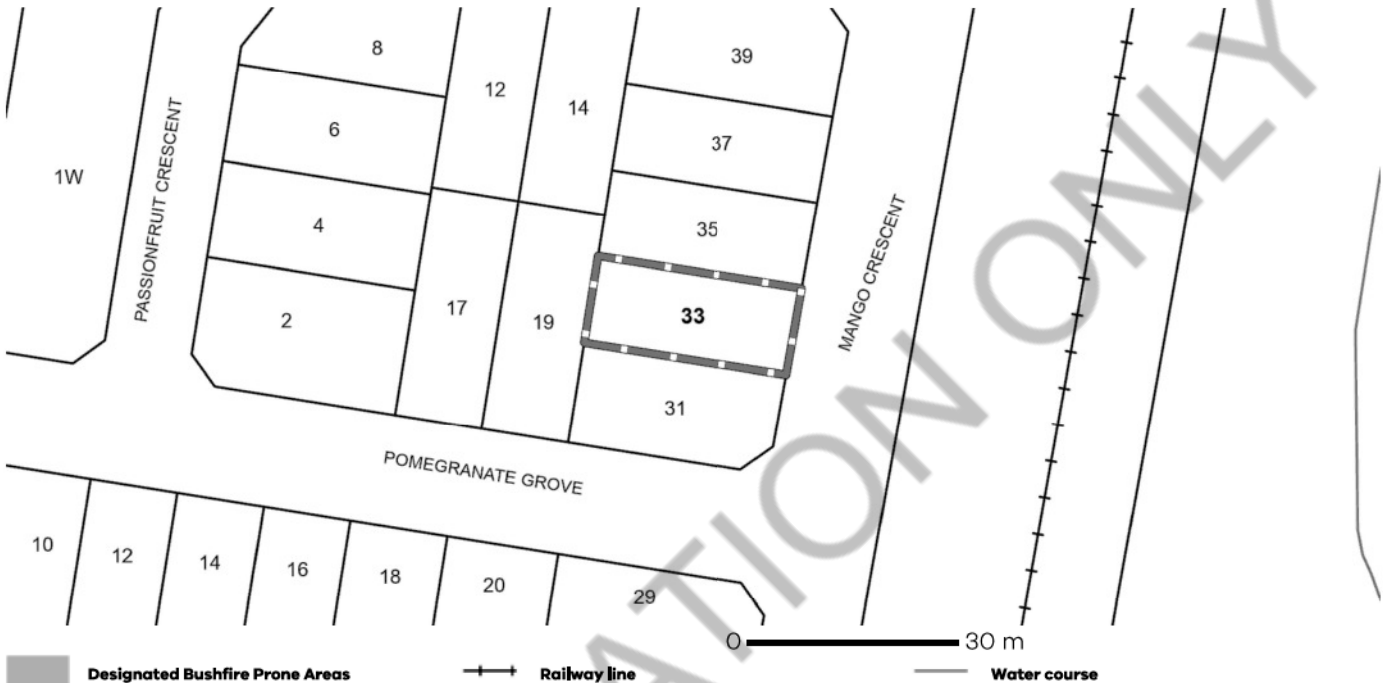 8
12
14
39
6
37
1W
PASSIONFRUIT CRESCENT
4
35
MANGO CRESCENT
2
17
19
33
31
POMEGRANATE GROVE
10
12
14
16
18
20
29
ATION ONLY
0 30 m
Designated Bushfire Prone Areas
Railway line
Water course